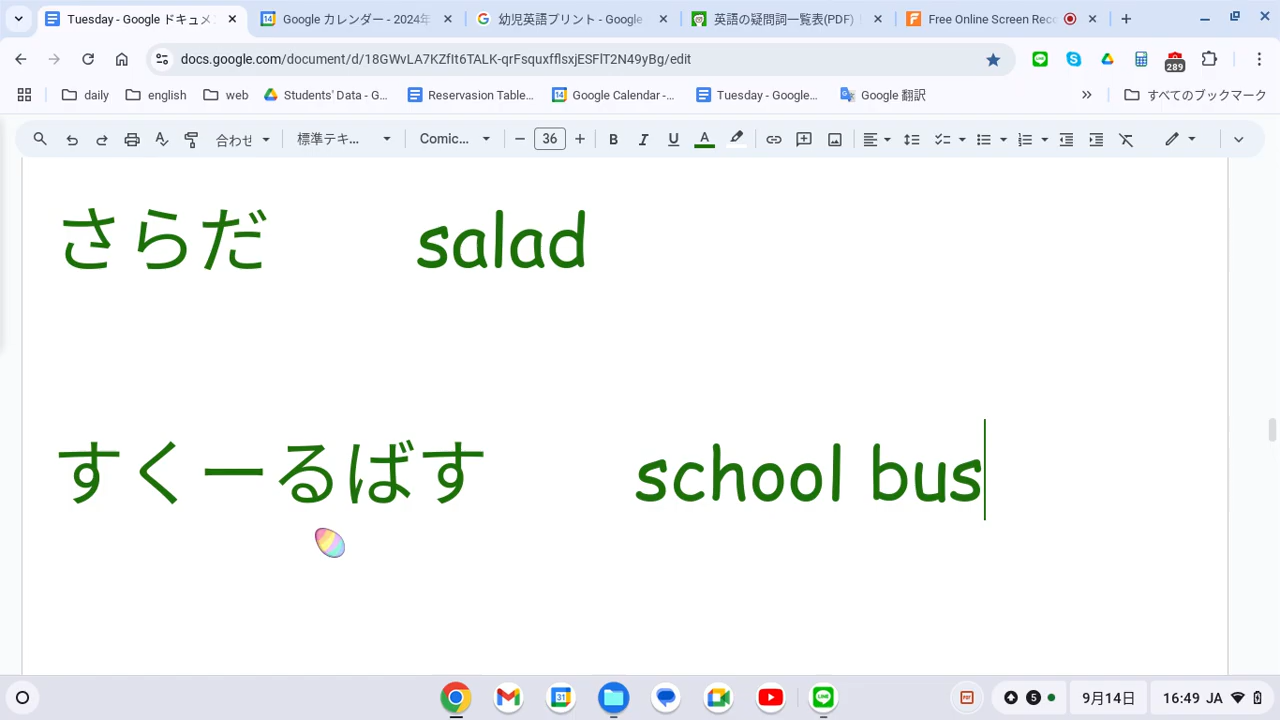 Tuesday - Google ドキュメン
Google カレンダー - 2024年
幼児英語プリント - Google
英語の疑問詞一覧表(PDF)
Free Online Screen Rec
docs.google.com/document/d/18GWvLA7KZfIt6TALK-qrFsquxfflsxjESFlT2N49yBg/edit
289
daily
english
web
Students' Data - G...
Reservasion Table...
Google Calendar -...
Tuesday - Google...
Google 翻訳
すべてのブックマーク
合わせ
標準テキ...
Comic...
36
さらだ salad
すくーるばす school bus
31
5
9月14日
16:49 JA